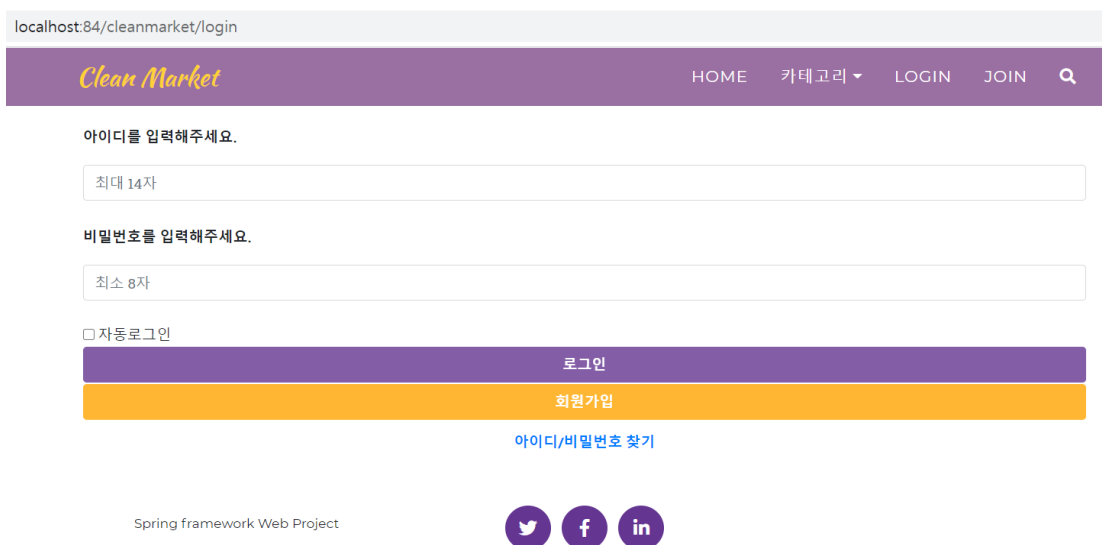 localhost:84/cleanmarket/login
Clean Market HOME 카테고리 LOGIN JOIN
아이디를 입력해주세요.
최대 14자
비밀번호를 입력해주세요.
최소 8자
자동로그인
로그인
회원가입
아이디/비밀번호 찾기
Spring framework Web Project